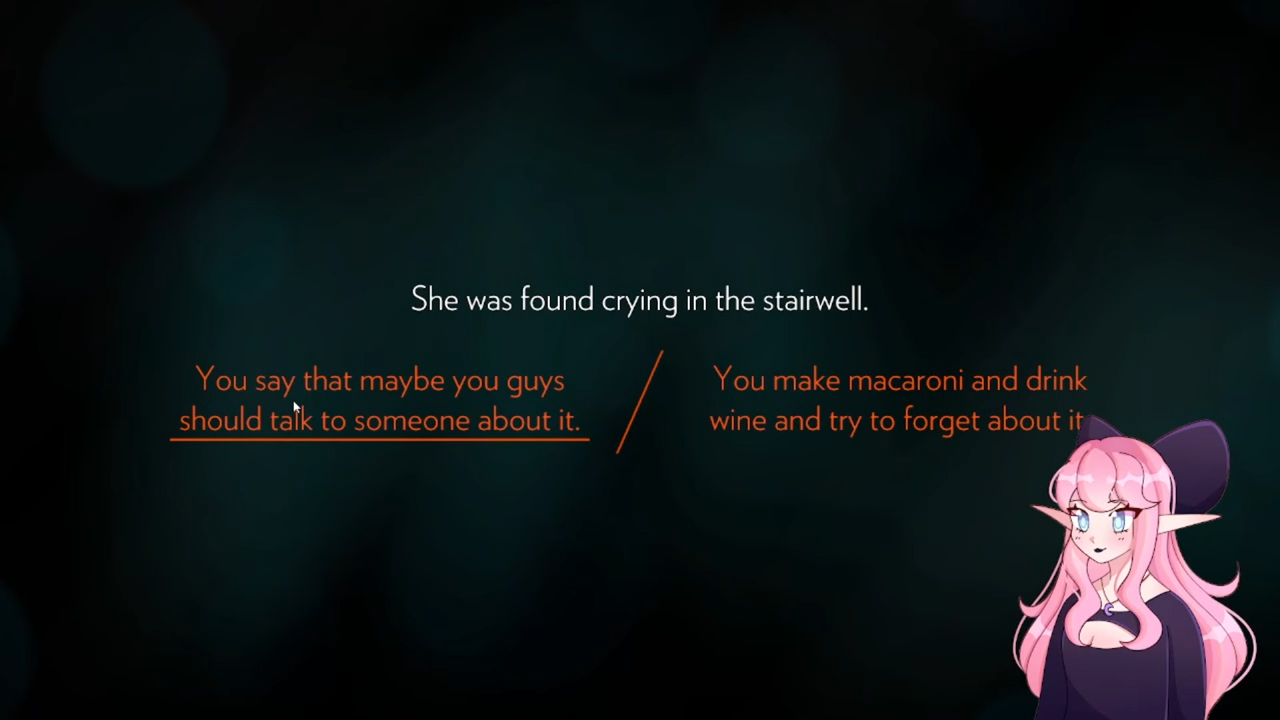 She was found crying in the stairwell.
You say that maybe you guys
should talk to someone about it.
You make macaroni and drink
wine and try to forget about it